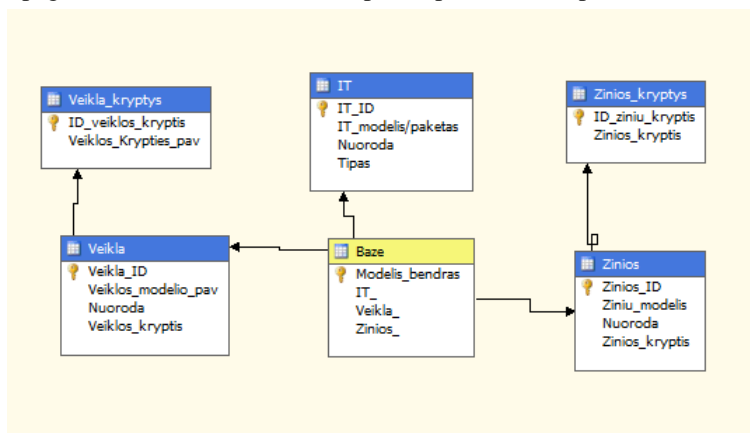 Veikla_kryptys
ID_veiklos_kryptis
Veiklos_Krypties_pav
IT
IT_ID
IT_modelis/paketas
Nuoroda
Tipas
Zinios_kryptys
ID_ziniu_kryptis
Zinios_kryptis
Veikla
Veikla_ID
Veiklos_modelio_pav
Nuoroda
Veiklos_kryptis
Baze
Modelis_bendras
IT_
Veikla_
Zinios_
Zinios
Zinios_ID
Ziniu_modelis
Nuoroda
Zinios_kryptis